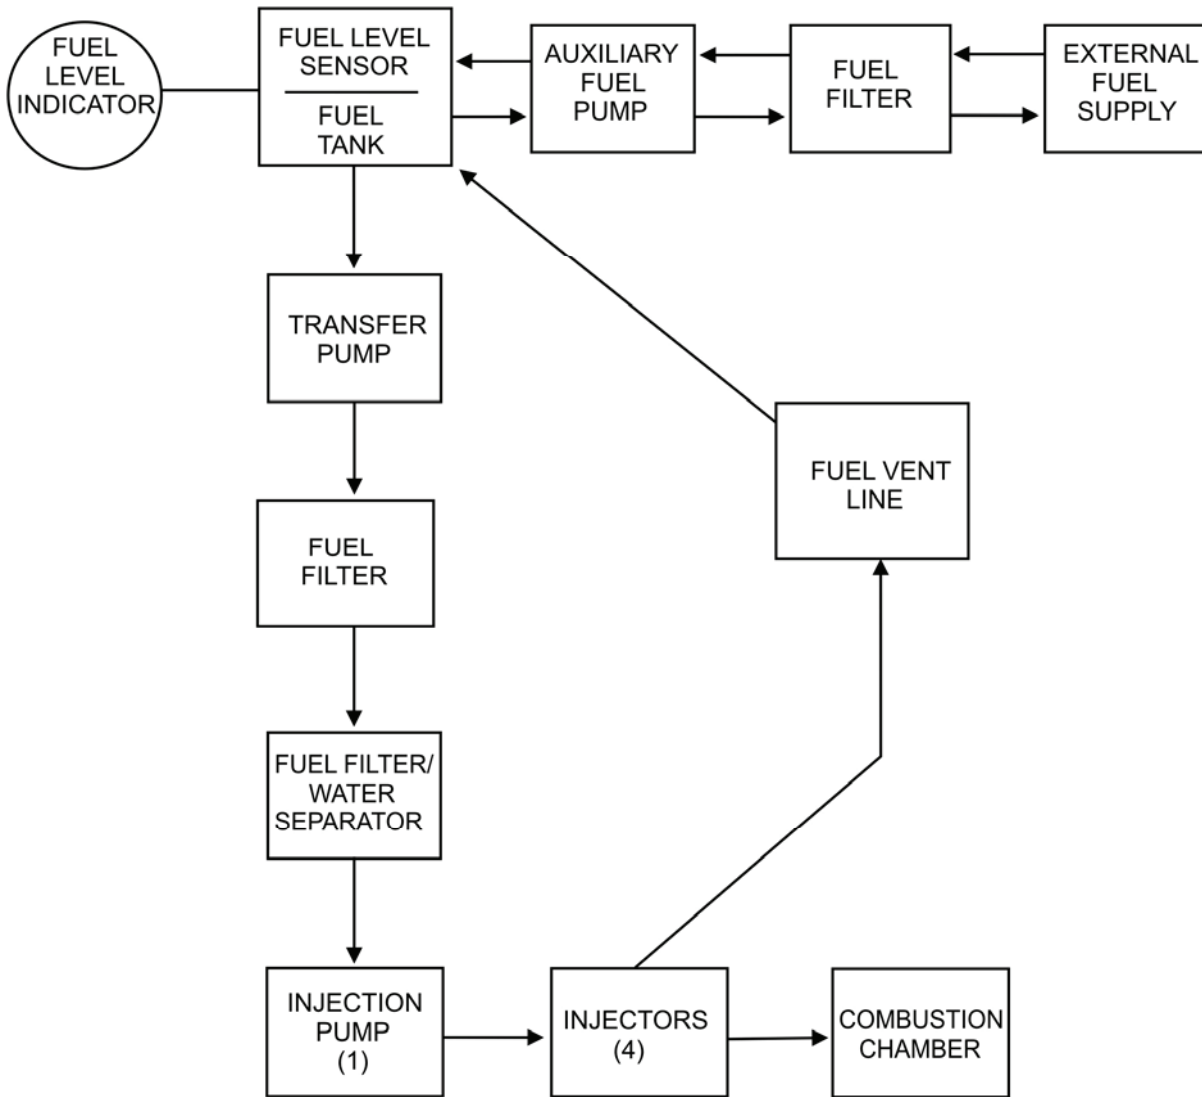 FUEL
LEVEL
INDICATOR
FUEL LEVEL
SENSOR
FUEL
TANK
AUXILIARY
FUEL
PUMP
FUEL
FILTER
EXTERNAL
FUEL
SUPPLY
TRANSFER
PUMP
FUEL VENT
LINE
FUEL
FILTER
FUEL FILTER/
WATER
SEPARATOR
INJECTION
PUMP
(1)
INJECTORS
(4)
COMBUSTION
CHAMBER